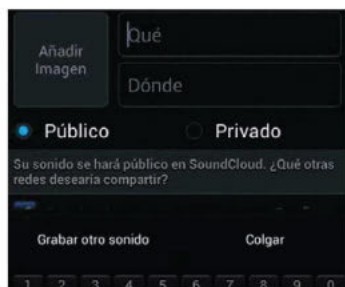 Añadir
Imagen
Qué
Dónde
Público
Privado
Su sonido se hará público en SoundCloud. ¿Qué otras
redes desearía compartir?
Grabar otro sonido
Colgar
1 2 3 4 5 6 7 8 9 0